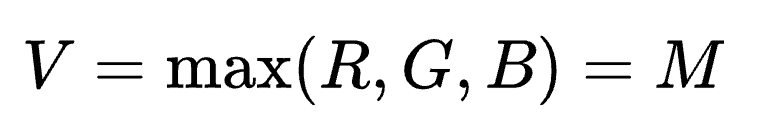 V = max(R, G, B) = M